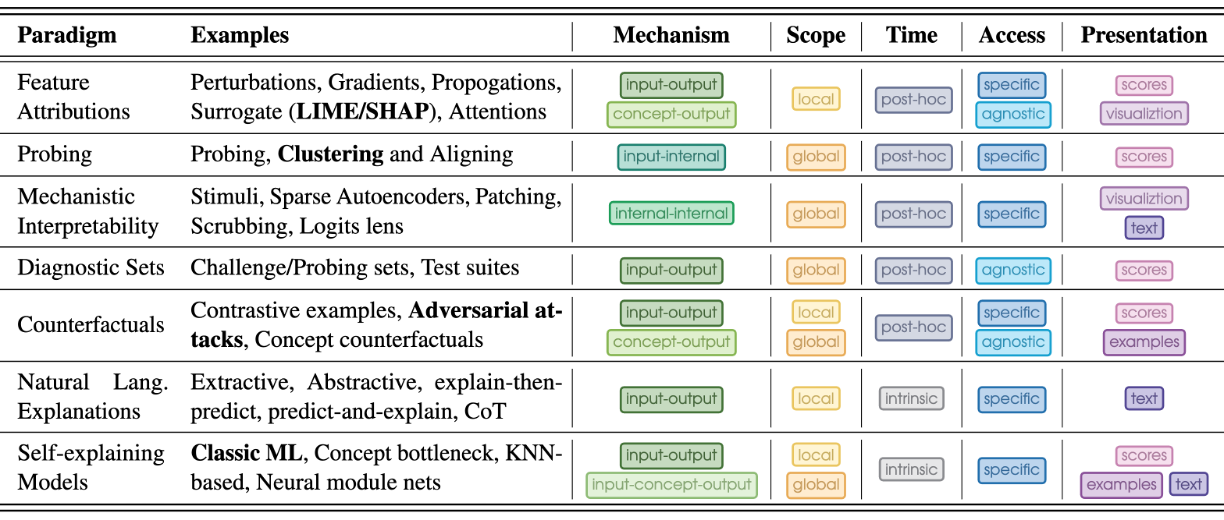 Paradigm Examples Mechanism Scope Time Access Presentation
Feature Attributions Perturbations, Gradients, Propogations, Surrogate (LIME/SHAP), Attentions input-output concept-output local post-hoc specific agnostic scores visualiztion
Probing Probing, Clustering and Aligning input-internal global post-hoc specific scores
Mechanistic Interpretability Stimuli, Sparse Autoencoders, Patching, Scrubbing, Logits lens internal-internal global post-hoc specific visualiztion text
Diagnostic Sets Challenge/Probing sets, Test suites input-output global post-hoc agnostic scores
Counterfactuals Contrastive examples, Adversarial at-tacks, Concept counterfactuals input-output concept-output local global post-hoc specific agnostic scores examples
Natural Lang. Explanations Extractive, Abstractive, explain-then-predict, predict-and-explain, CoT input-output local intrinsic specific text
Self-explaining Models Classic ML, Concept bottleneck, KNN-based, Neural module nets input-output input-concept-output local global intrinsic specific scores examples text